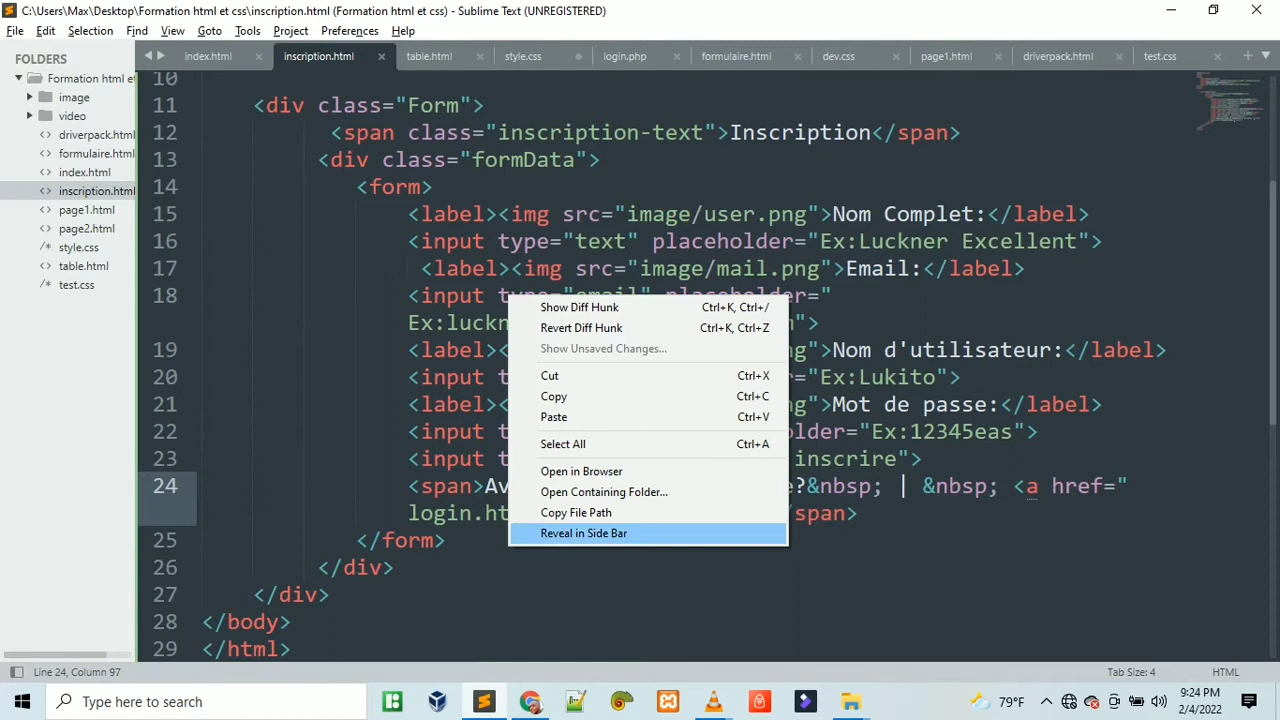 C:\Users\Max\Desktop\Formation html et css\inscription.html (Formation html et css) - Sublime Text (UNREGISTERED)
File Edit Selection Find View Goto Tools Project Preferences Help
FOLDERS
Formation html et
image
video
driverpack.html
formulaire.html
index.html
inscription.html
page1.html
page2.html
style.css
table.html
test.css
index.html inscription.html table.html style.css login.php formulaire.html dev.css page1.html driverpack.html test.css
10
11 <div class="Form">
12 <span class="inscription-text">Inscription</span>
13 <div class="formData">
14 <form>
15 <label><img src="image/user.png">Nom Complet:</label>
16 <input type="text" placeholder="Ex:Luckner Excellent">
17 <label><img src="image/mail.png">Email:</label>
18 <input type="email" placeholder="
Ex:luckn n">
19 <label>< ng">Nom d'utilisateur:</label>
20 <input t ="Ex:Lukito">
21 <label>< ng">Mot de passe:</label>
22 <input t lder="Ex:12345eas">
23 <input t inscrire">
24 <span>Av e?&nbsp; | &nbsp; <a href="
login.ht span>
25 </form>
26 </div>
27 </div>
28 </body>
29 </html>
Show Diff Hunk Ctrl+K, Ctrl+/
Revert Diff Hunk Ctrl+K, Ctrl+Z
Show Unsaved Changes...
Cut Ctrl+X
Copy Ctrl+C
Paste Ctrl+V
Select All Ctrl+A
Open in Browser
Open Containing Folder...
Copy File Path
Reveal in Side Bar
Line 24, Column 97 Tab Size: 4 HTML
Type here to search
79°F
9:24 PM
2/4/2022